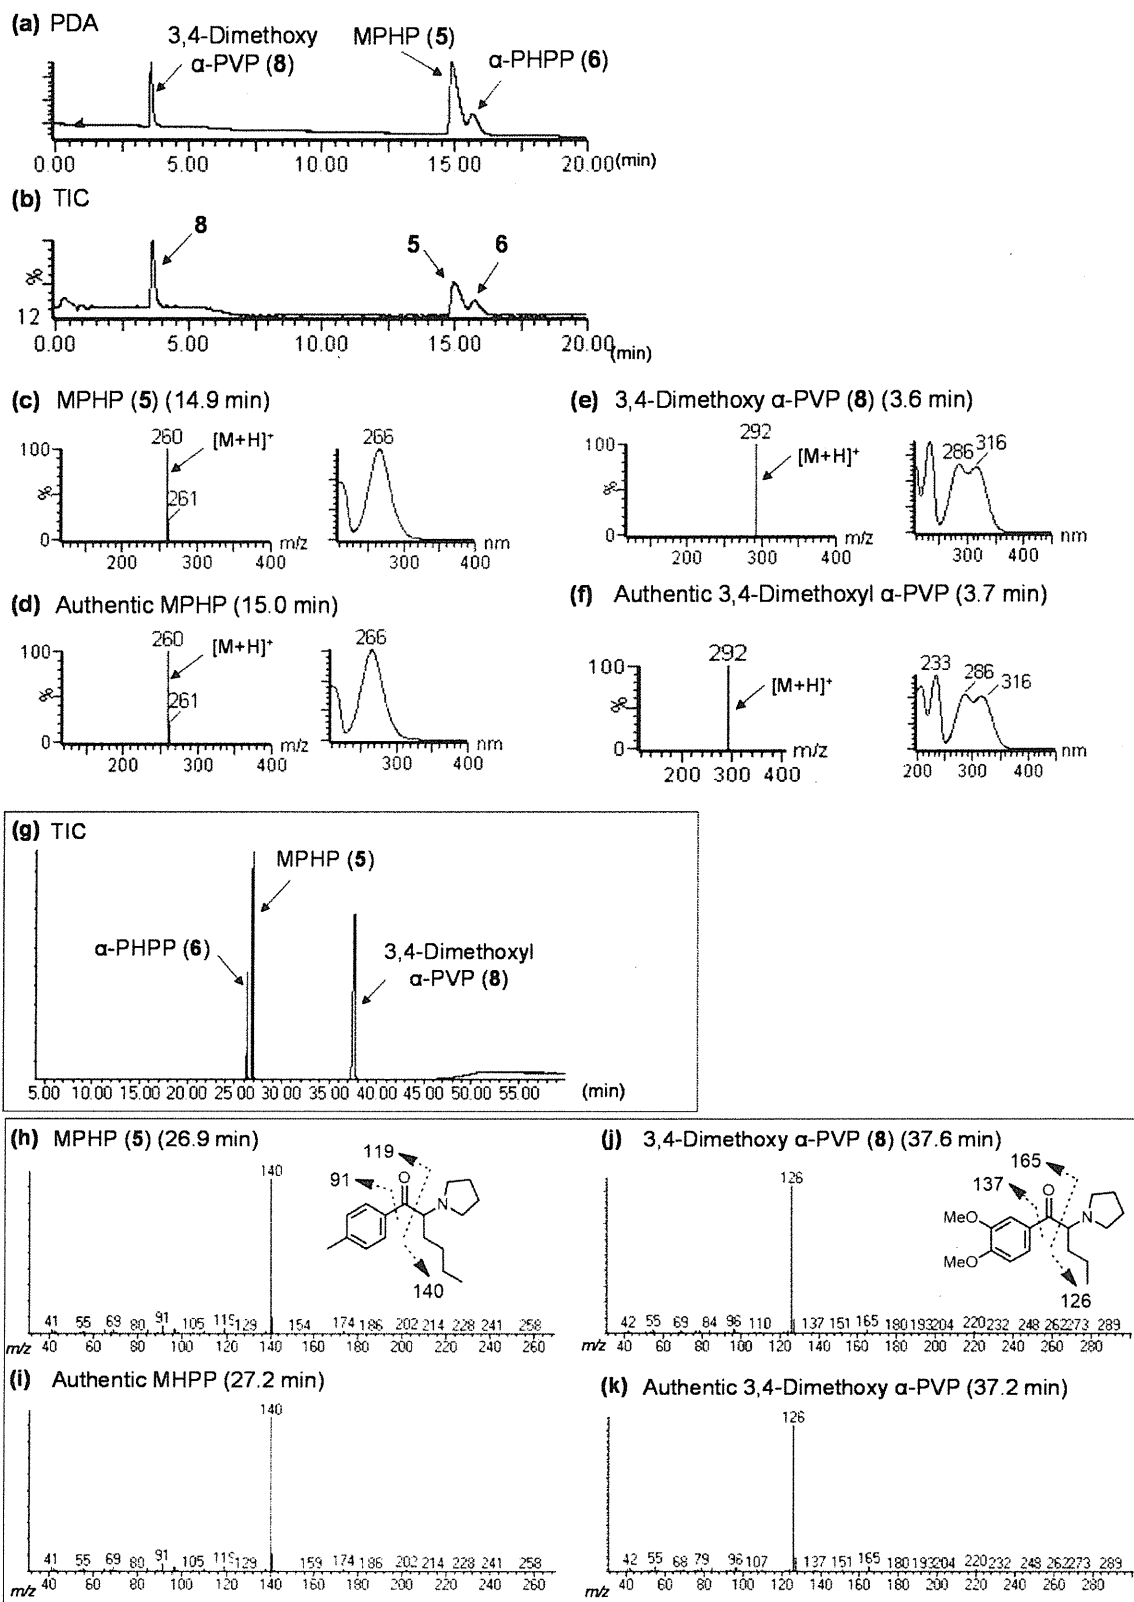 (a) PDA
3,4-Dimethoxy
α-PVP (8)
MPHP (5)
α-PHPP (6)
0.00 5.00 10.00 15.00 20.00 (min)
(b) TIC
8
5
6
%
12
0.00 5.00 10.00 15.00 20.00 (min)
(c) MPHP (5) (14.9 min)
260
[M+H]+
261
100
%
0
200 300 400 m/z
266
300 400 nm
(e) 3,4-Dimethoxy α-PVP (8) (3.6 min)
292
[M+H]+
100
%
0
200 300 400 m/z
286 316
300 400 nm
(d) Authentic MPHP (15.0 min)
260
[M+H]+
261
100
%
0
200 300 400 m/z
266
300 400 nm
(f) Authentic 3,4-Dimethoxyl α-PVP (3.7 min)
292
[M+H]+
100
%
0
200 300 400 m/z
233 286 316
200 300 400 nm
(g) TIC
MPHP (5)
α-PHPP (6)
3,4-Dimethoxyl
α-PVP (8)
5.00 10.00 15.00 20.00 25.00 30.00 35.00 40.00 45.00 50.00 55.00 (min)
(h) MPHP (5) (26.9 min)
140
119
91
O
N
140
41 55 69 80 91 105 119 129 154 174 186 202 214 228 241 258
m/z 40 60 80 100 120 140 160 180 200 220 240 260
(j) 3,4-Dimethoxy α-PVP (8) (37.6 min)
126
165
137
O
N
MeO
MeO
126
42 55 69 84 96 110 137 151 165 180 193 204 220 232 248 262 273 289
m/z 40 60 80 100 120 140 160 180 200 220 240 260 280
(i) Authentic MHPP (27.2 min)
140
41 55 69 80 91 105 119 129 159 174 186 202 214 228 241 258
m/z 40 60 80 100 120 140 160 180 200 220 240 260
(k) Authentic 3,4-Dimethoxy α-PVP (37.2 min)
126
42 55 68 79 96 107 137 151 165 180 193 204 220 232 248 262 273 289
m/z 40 60 80 100 120 140 160 180 200 220 240 260 280